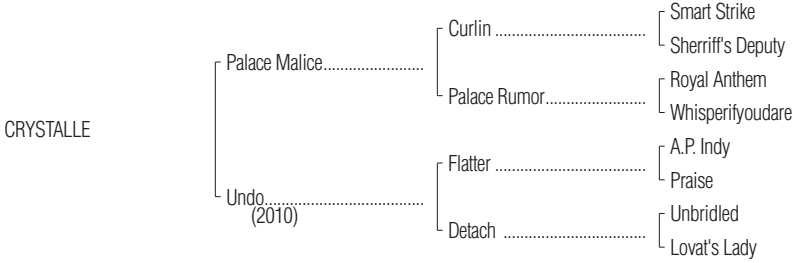 Smart Strike
Curlin ......................................
Sherriff's Deputy
Palace Malice.........................
Royal Anthem
Palace Rumor.........................
Whisperifyoudare
CRYSTALLE
A.P. Indy
Flatter ......................................
Praise
Undo........................................
(2010)
Unbridled
Detach ....................................
Lovat's Lady